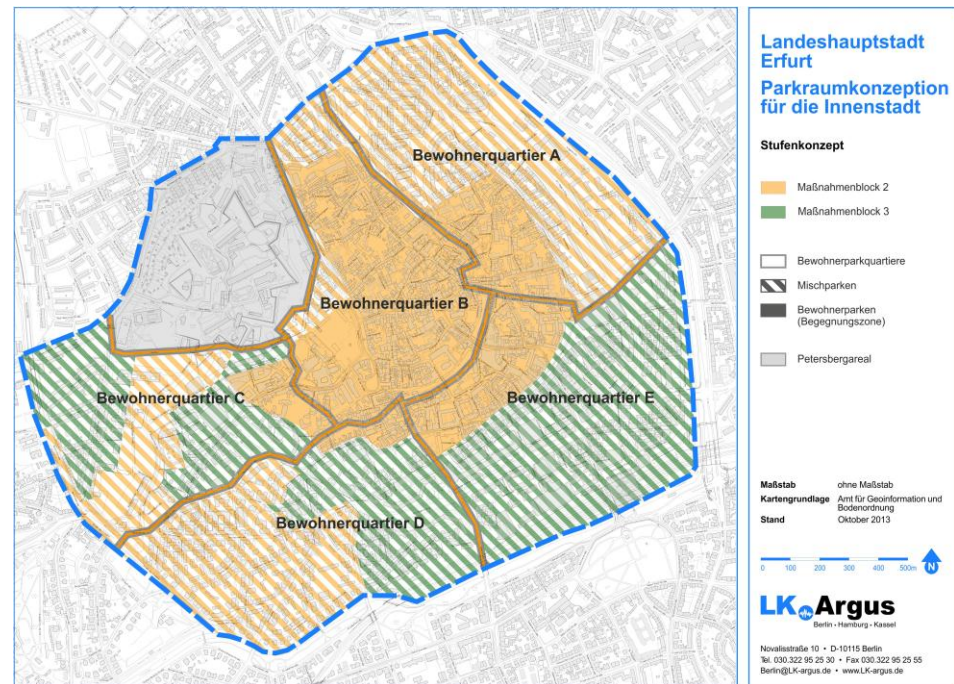 Bewohnerquartier A
Bewohnerquartier B
Bewohnerquartier C
Bewohnerquartier E
Bewohnerquartier D
Landeshauptstadt
Erfurt
Parkraumkonzeption
für die Innenstadt
Stufenkonzept
Maßnahmenblock 2
Maßnahmenblock 3
Bewohnerparkquartiere
Mischparken
Bewohnerparken
(Begegnungszone)
Petersbergareal
Maßstab ohne Maßstab
Kartengrundlage Amt für Geoinformation und
Bodenordnung
Stand Oktober 2013
0 100 200 300 400 500m N
LK Argus
Berlin • Hamburg • Kassel
Novalisstraße 10 • D-10115 Berlin
Tel. 030.322 95 25 30 • Fax 030.322 95 25 55
Berlin@LK-argus.de • www.LK-argus.de